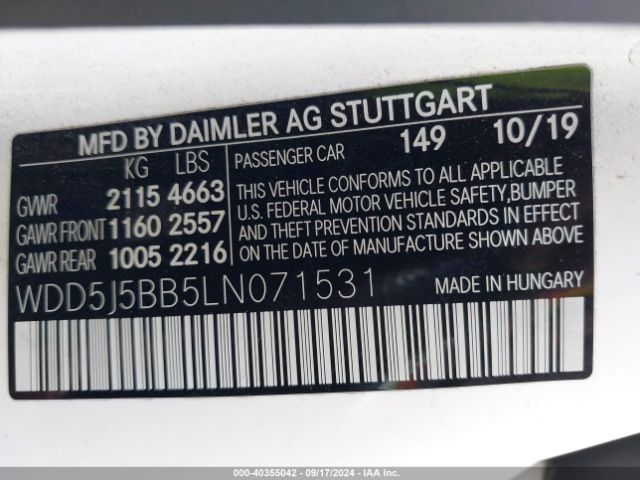 MFD BY DAIMLER AG STUTTGART
KG LBS
GVWR 2115 4663
GAWR FRONT 1160 2557
GAWR REAR 1005 2216
PASSENGER CAR 149 10/19
THIS VEHICLE CONFORMS TO ALL APPLICABLE
U.S. FEDERAL MOTOR VEHICLE SAFETY,BUMPER
AND THEFT PREVENTION STANDARDS IN EFFECT
ON THE DATE OF MANUFACTURE SHOWN ABOVE
WDD5J5BB5LN071531
MADE IN HUNGARY
000-40355042 - 09/17/2024 - IAA Inc.